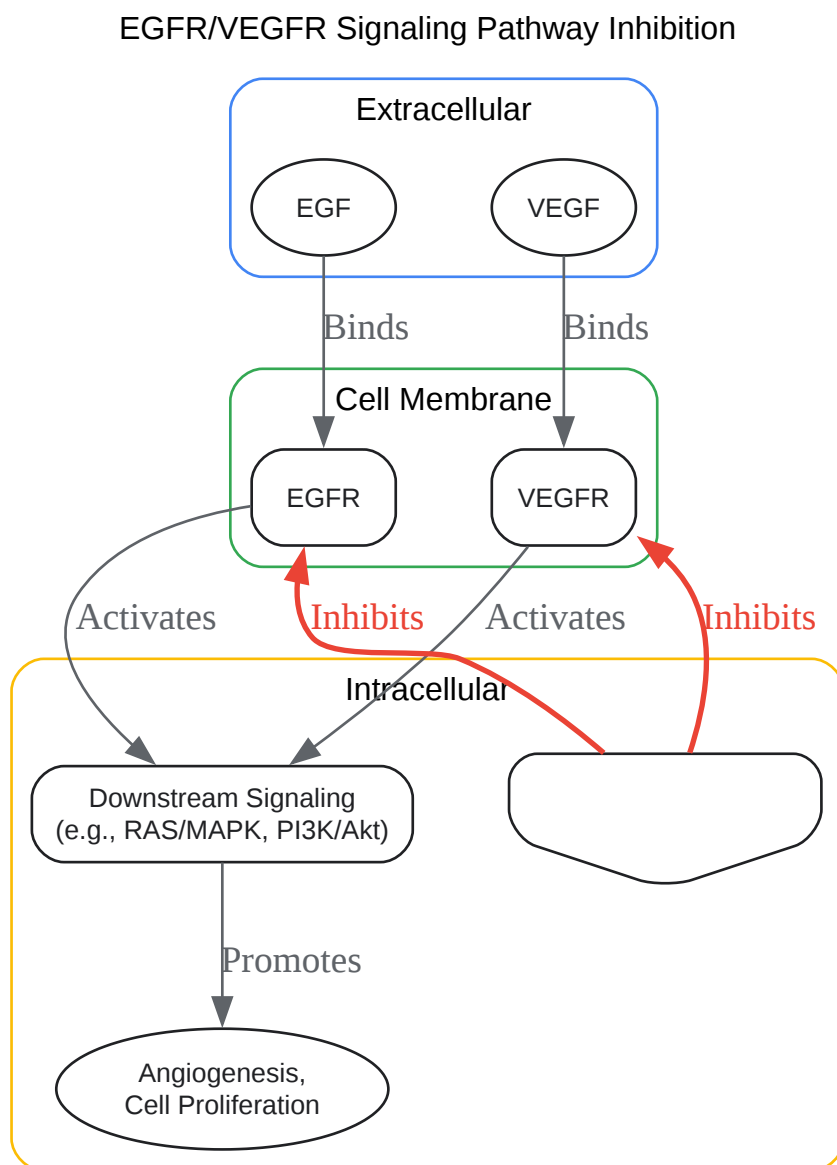 EGFR/VEGFR Signaling Pathway Inhibition
Extracellular
EGF
VEGF
Binds
Binds
Cell Membrane
EGFR
VEGFR
Activates
Inhibits
Activates
Inhibits
Intracellular
Downstream Signaling
(e.g., RAS/MAPK, PI3K/Akt)
Promotes
Angiogenesis,
Cell Proliferation